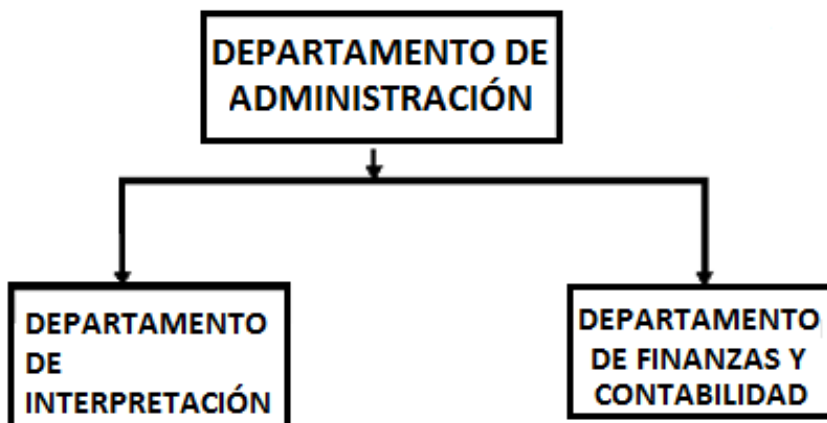 DEPARTAMENTO DE
ADMINISTRACIÓN
DEPARTAMENTO
DE
INTERPRETACIÓN
DEPARTAMENTO
DE FINANZAS Y
CONTABILIDAD